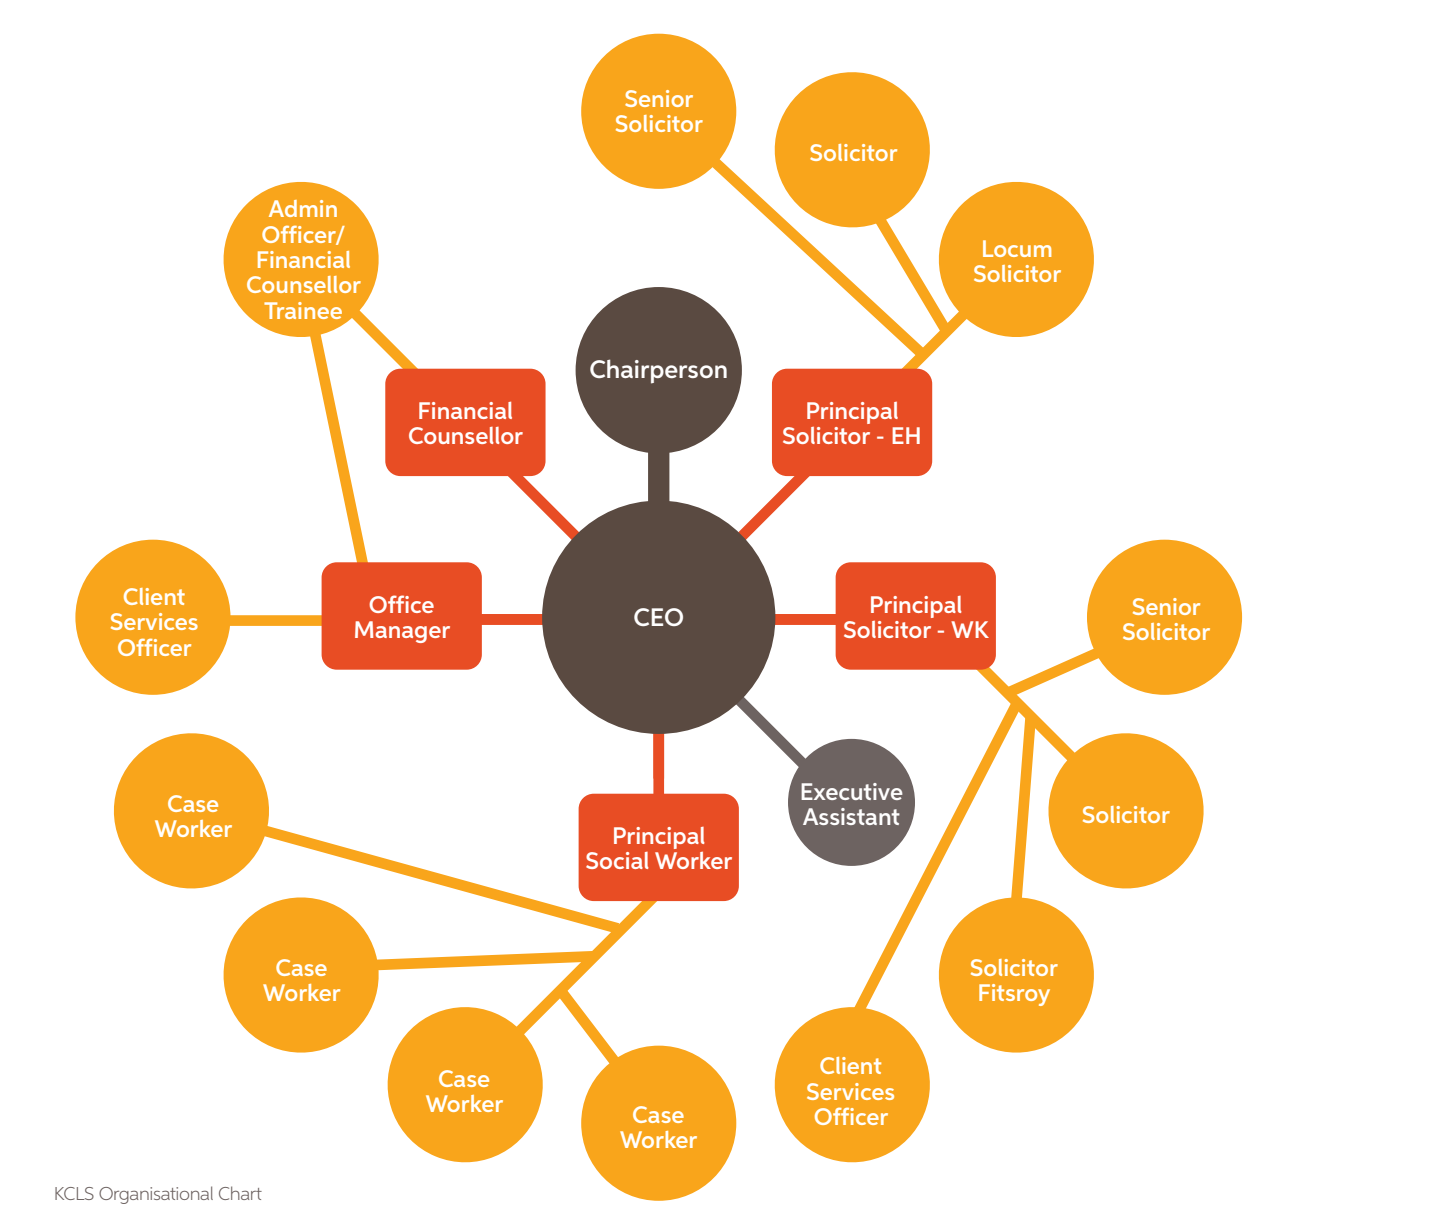 Senior
Solicitor
Solicitor
Locum
Solicitor
Admin
Officer/
Financial
Counsellor
Trainee
Chairperson
Financial
Counsellor
Principal
Solicitor - EH
Client
Services
Officer
Office
Manager
CEO
Principal
Solicitor - WK
Senior
Solicitor
Case
Worker
Principal
Social Worker
Executive
Assistant
Solicitor
Case
Worker
Solicitor
Fitsroy
Case
Worker
Case
Worker
Client
Services
Officer
KCLS Organisational Chart